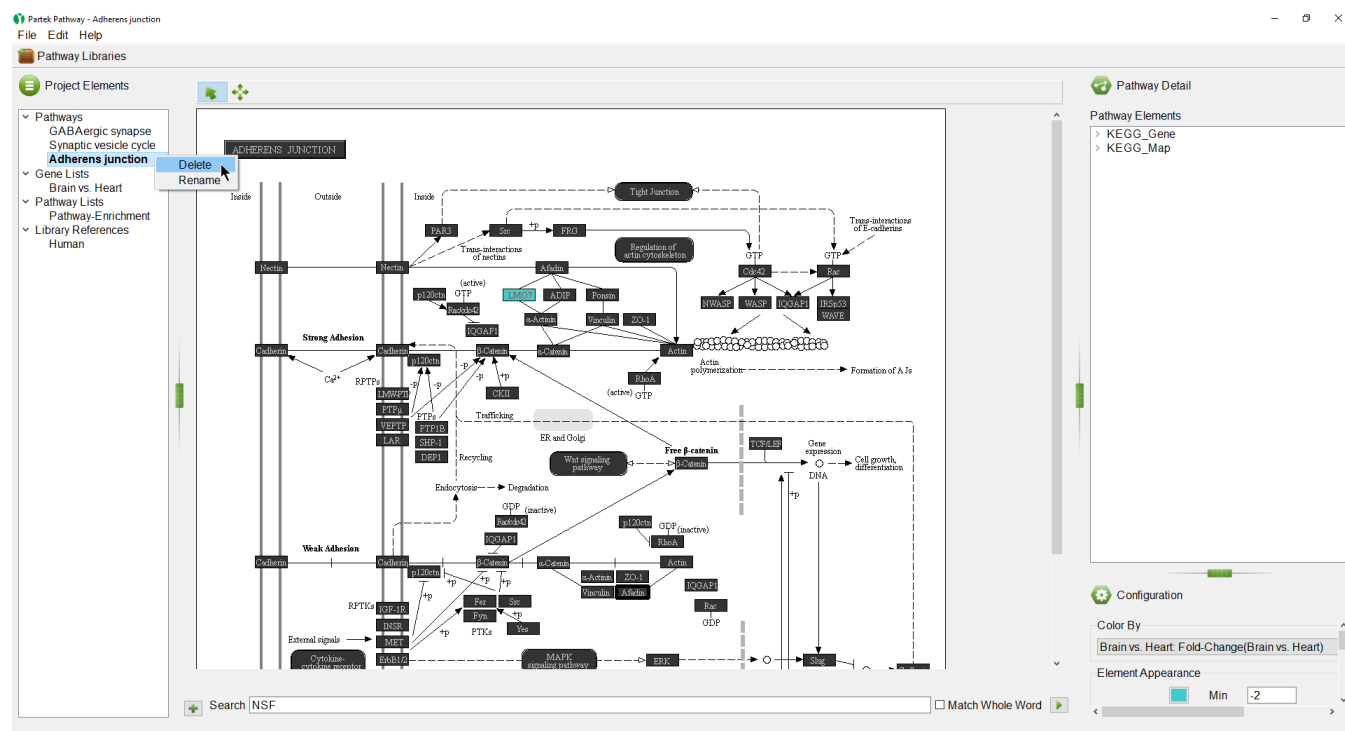 Partek Pathway - Adherens junction
File Edit Help
Pathway Libraries
Project Elements
Pathways
GABAergic synapse
Synaptic vesicle cycle
Adherens junction
Gene Lists
Brain vs. Heart
Pathway Lists
Pathway-Enrichment
Library References
Human
Delete
Rename
ADHERENS JUNCTION
Inside
Outside
Inside
Tight Junction
PAR3
Src
+p
FRG
Trans-interactions
of nectins
Regulation of
actin cytoskeleton
Trans-interactions
of E-cadherins
GTP
GTP
Cdc42
Rac
Nectin
Nectin
Afadin
p120ctn
(active)
GTP
Rac/cdc42
IQGAP1
LMO7
ADIP
Ponsin
α-Actinin
Vinculin
ZO-1
NWASP
WASP
IQGAP1
IRSp53
WAVE
Strong Adhesion
Cadherin
Cadherin
p120ctn
β-Catenin
α-Catenin
Actin
Ca2+
RPTPs
-p
-p
-p
-p
+p
CKII
LMW-PTP
PTPμ
VEPTP
LAR
PTPs
PTP1B
SHP-1
DEP1
RhoA
(active) GTP
Actin
polymerization
Formation of AJs
Trafficking
ER and Golgi
Recycling
Wnt signaling
pathway
Free β-catenin
β-Catenin
TCF/LEF
Gene
expression
DNA
Cell growth,
differentiation
+p
Endocytosis
Degradation
GDP
(inactive)
Rac/cdc42
IQGAP1
p120ctn
GDP
(inactive)
RhoA
Weak Adhesion
Cadherin
Cadherin
p120ctn
β-Catenin
α-Catenin
Actin
+p
+p
+p
+p
α-Actinin
ZO-1
Vinculin
Afadin
IQGAP1
Rac
GDP
RPTKs
IGF-1R
INSR
MET
ErbB1/2
External signals
+p
Fer
Src
Fyn
+p
Yes
PTKs
Cytokine-
cytokine receptor
MAPK
signaling pathway
ERK
Slug
Search
NSF
Match Whole Word
Pathway Detail
Pathway Elements
KEGG_Gene
KEGG_Map
Configuration
Color By
Brain vs. Heart: Fold-Change(Brain vs. Heart)
Element Appearance
Min
-2